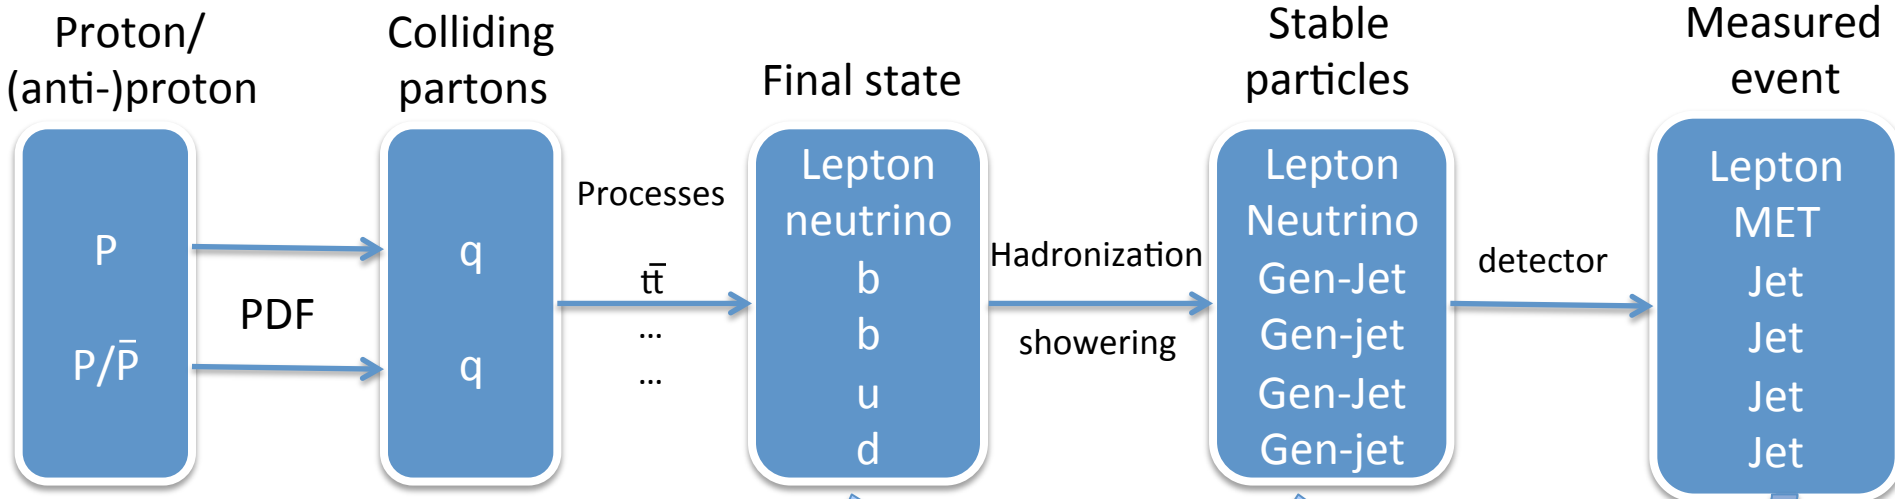 Proton/
(anti-)proton
P
P/P̄
PDF
Colliding
partons
q
q
Processes
tt̄
...
...
Final state
Lepton
neutrino
b
b
u
d
Hadronization
showering
Stable
particles
Lepton
Neutrino
Gen-Jet
Gen-jet
Gen-Jet
Gen-jet
detector
Measured
event
Lepton
MET
Jet
Jet
Jet
Jet